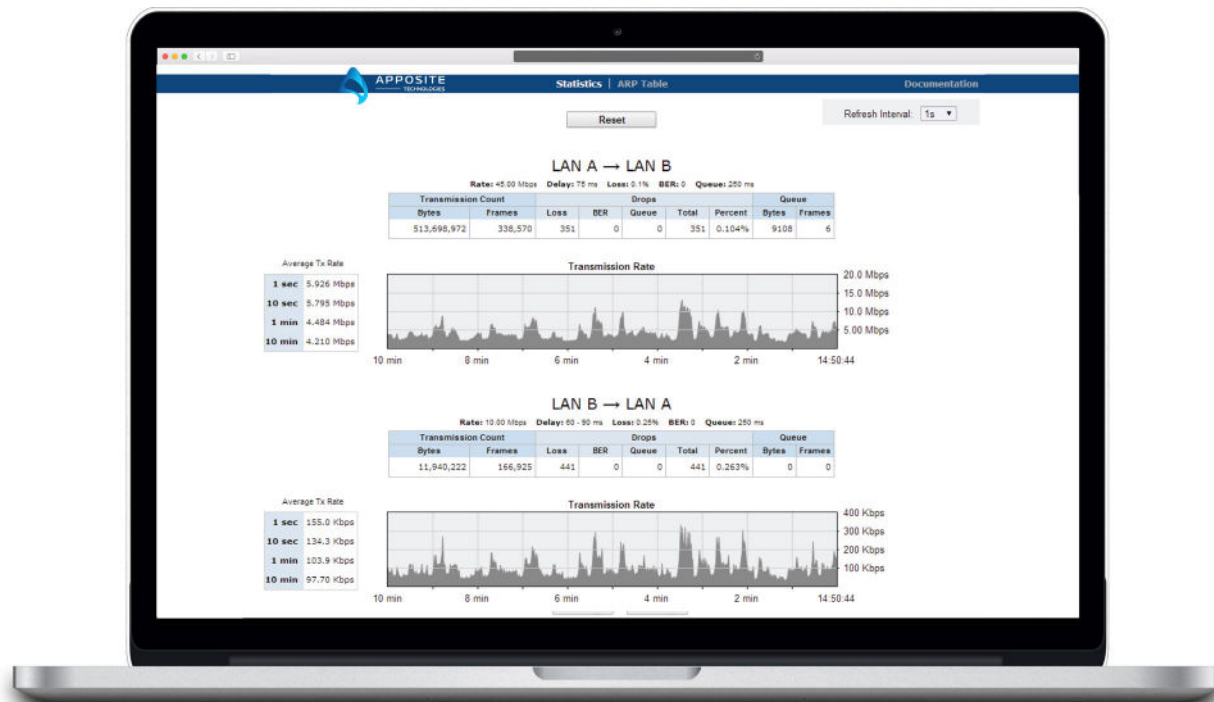 APPOSITE
TECHNOLOGIES
Statistics | ARP Table
Documentation
Reset
Refresh Interval: 1s
LAN A → LAN B
Rate: 45.00 Mbps Delay: 75 ms Loss: 0.1% BER: 0 Queue: 250 ms
Transmission Count Drops Queue
Bytes Frames Loss BER Queue Total Percent Bytes Frames
513,698,972 338,570 351 0 0 351 0.104% 9108 6
Average Tx Rate
1 sec 5.926 Mbps
10 sec 5.795 Mbps
1 min 4.484 Mbps
10 min 4.210 Mbps
Transmission Rate
20.0 Mbps
15.0 Mbps
10.0 Mbps
5.00 Mbps
10 min 8 min 6 min 4 min 2 min 14:50:44
LAN B → LAN A
Rate: 10.00 Mbps Delay: 60 - 90 ms Loss: 0.25% BER: 0 Queue: 250 ms
Transmission Count Drops Queue
Bytes Frames Loss BER Queue Total Percent Bytes Frames
11,940,222 166,925 441 0 0 441 0.263% 0 0
Average Tx Rate
1 sec 155.0 Kbps
10 sec 134.3 Kbps
1 min 103.9 Kbps
10 min 97.70 Kbps
Transmission Rate
400 Kbps
300 Kbps
200 Kbps
100 Kbps
10 min 8 min 6 min 4 min 2 min 14:50:44